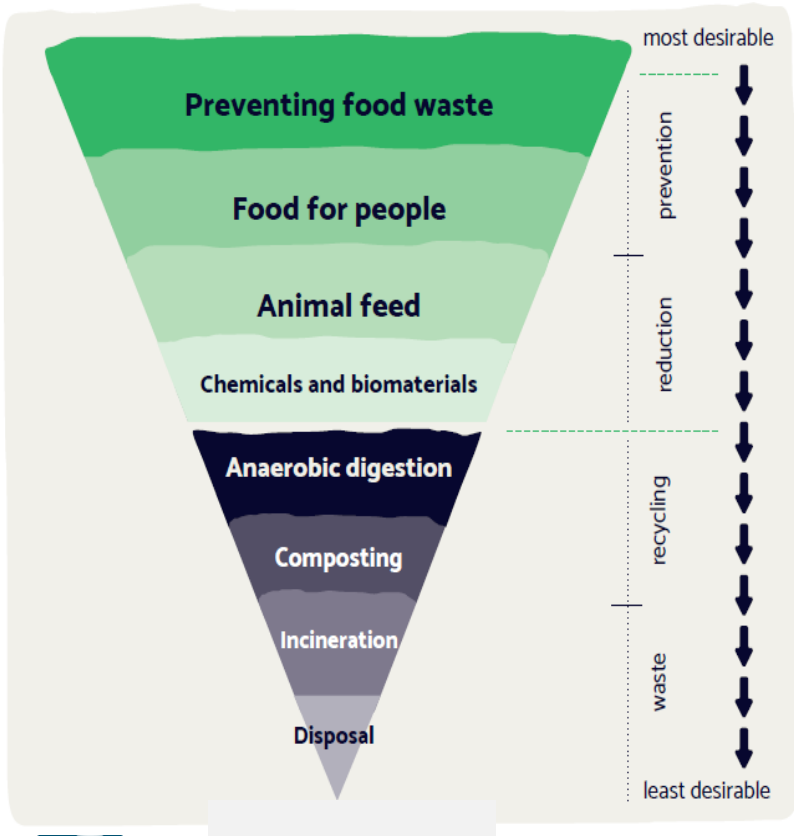 most desirable
Preventing food waste
Food for people
prevention
Animal feed
Chemicals and biomaterials
reduction
Anaerobic digestion
Composting
recycling
Incineration
Disposal
waste
least desirable